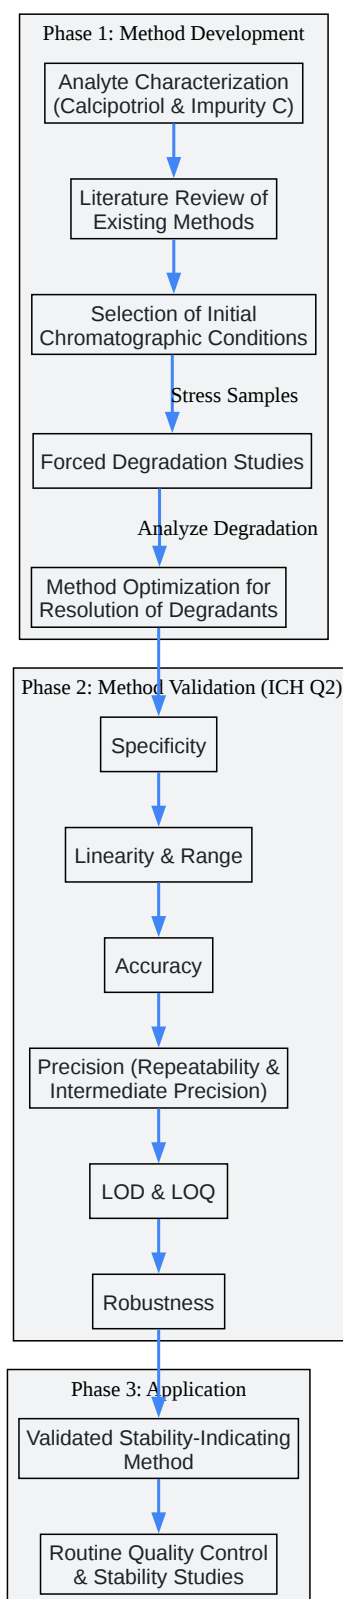 Phase 1: Method Development
Analyte Characterization
(Calcipotriol & Impurity C)
Literature Review of
Existing Methods
Selection of Initial
Chromatographic Conditions
Stress Samples
Forced Degradation Studies
Analyze Degradation
Method Optimization for
Resolution of Degradants
Phase 2: Method Validation (ICH Q2)
Specificity
Linearity & Range
Accuracy
Precision (Repeatability &
Intermediate Precision)
LOD & LOQ
Robustness
Phase 3: Application
Validated Stability-Indicating
Method
Routine Quality Control
& Stability Studies